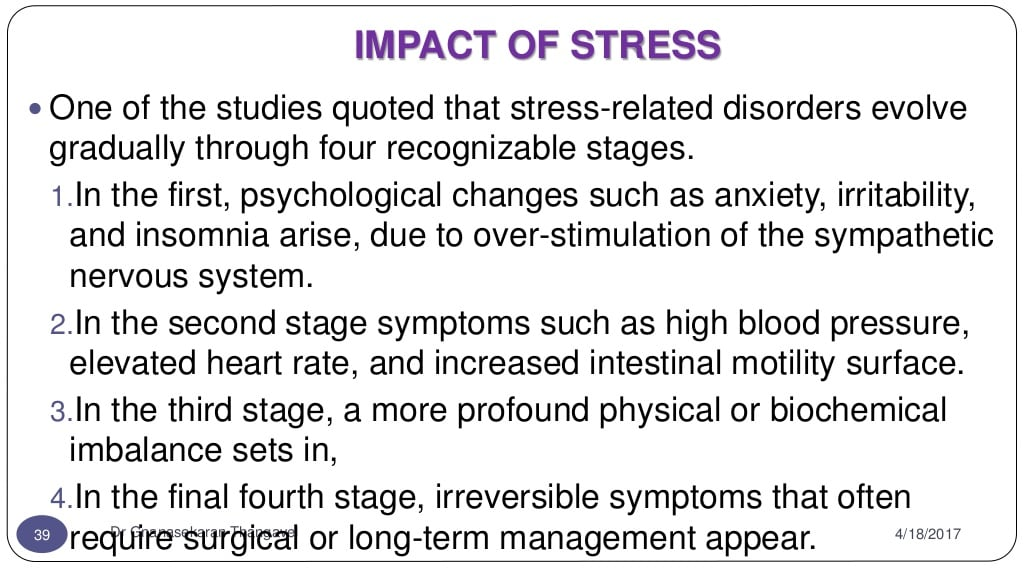 IMPACT OF STRESS
• One of the studies quoted that stress-related disorders evolve
gradually through four recognizable stages.
1.In the first, psychological changes such as anxiety, irritability,
and insomnia arise, due to over-stimulation of the sympathetic
nervous system.
2.In the second stage symptoms such as high blood pressure,
elevated heart rate, and increased intestinal motility surface.
3.In the third stage, a more profound physical or biochemical
imbalance sets in,
4.In the final fourth stage, irreversible symptoms that often
require surgical or long-term management appear.
39
Dr Gnanasekaran Thangavel
4/18/2017